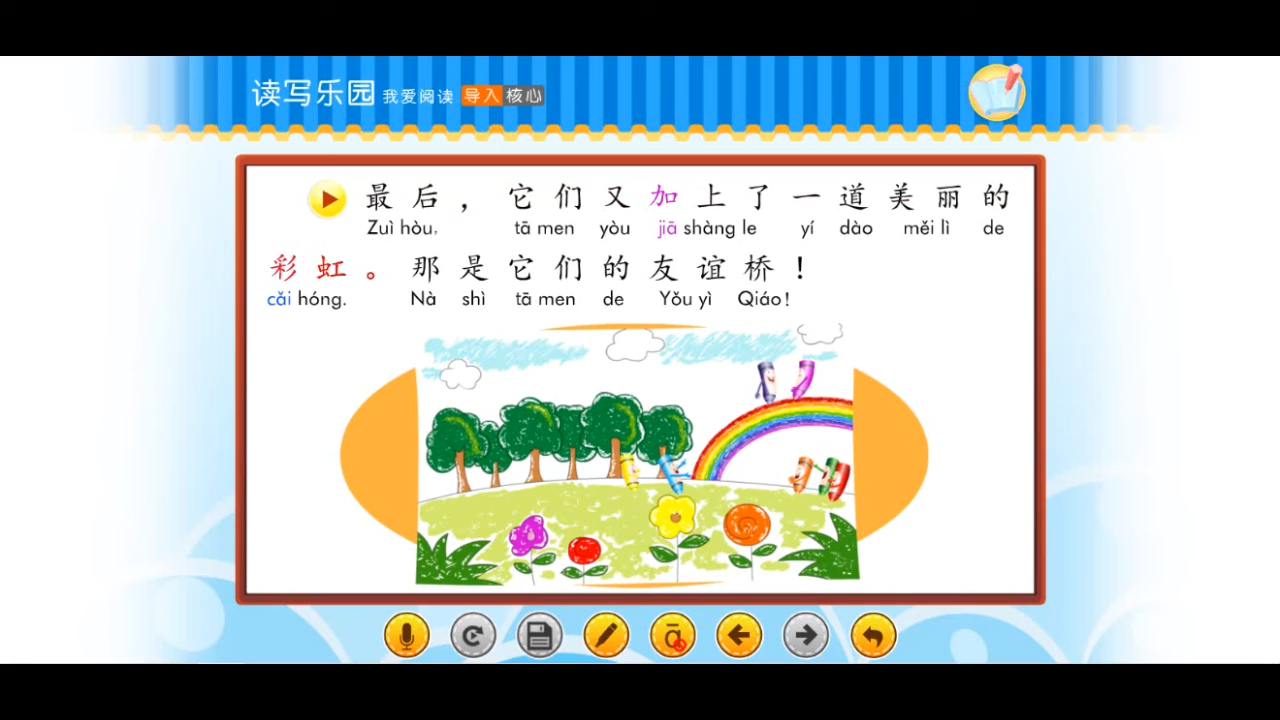 读写乐园 我爱阅读 导入 核心
最后，它们又加上了一道美丽的
Zuì hòu, tā men yòu jiā shàng le yí dào měi lì de
彩虹。那是它们的友谊桥！
cǎi hóng. Nà shì tā men de Yǒu yì Qiáo!
ā